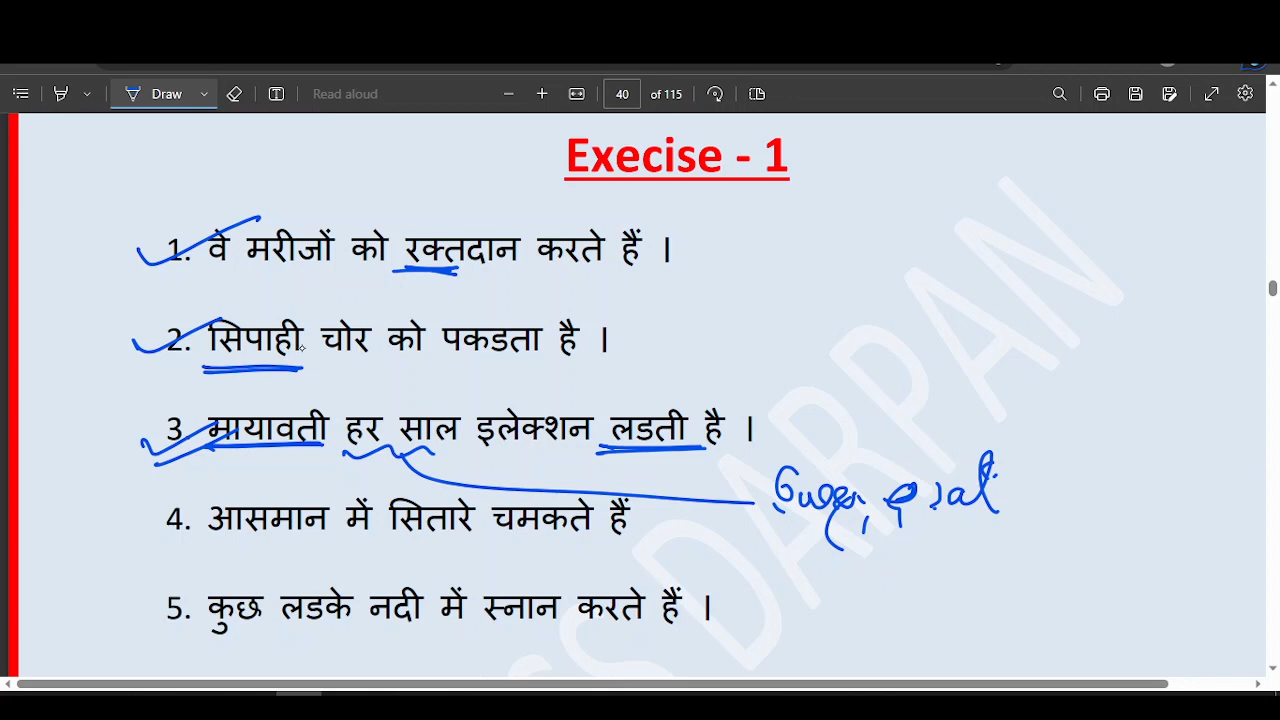 Draw
Read aloud
40 of 115
Execise - 1
1. वे मरीजों को रक्तदान करते हैं ।
2. सिपाही चोर को पकडता है ।
3. मायावती हर साल इलेक्शन लडती है ।
4. आसमान में सितारे चमकते हैं
5. कुछ लडके नदी में स्नान करते हैं ।
DARPAN